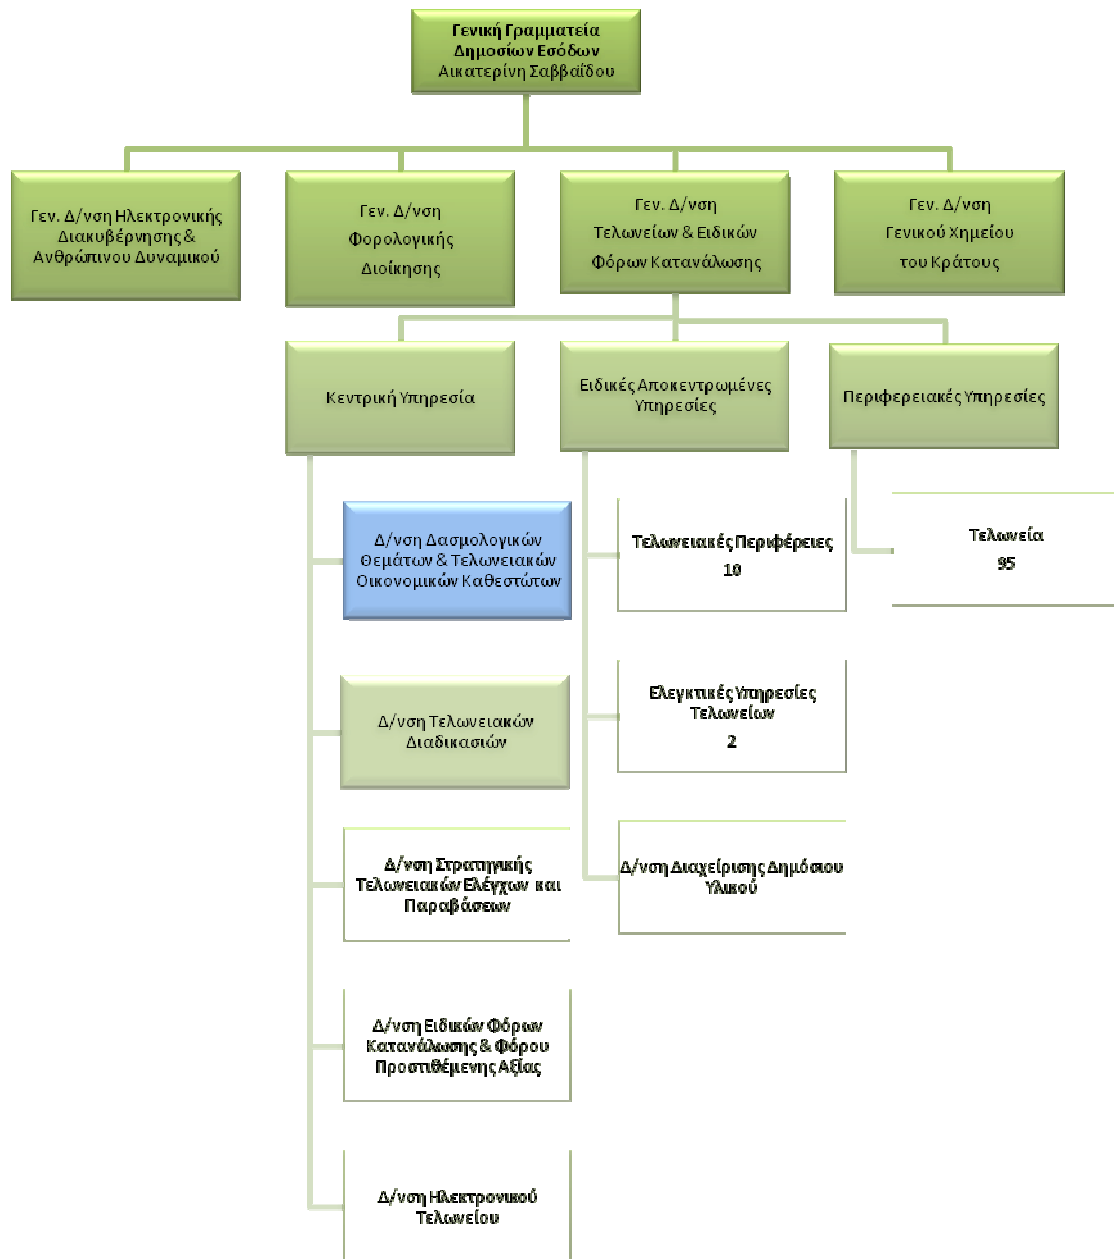 Γενική Γραμματεία
Δημοσίων Εσόδων
Αικατερίνη Σαββαΐδου
Γεν. Δ/νση Ηλεκτρονικής
Διακυβέρνησης &
Ανθρώπινου Δυναμικού
Γεν. Δ/νση
Φορολογικής
Διοίκησης
Γεν. Δ/νση
Τελωνείων & Ειδικών
Φόρων Κατανάλωσης
Γεν. Δ/νση
Γενικού Χημείου
του Κράτους
Κεντρική Υπηρεσία
Ειδικές Αποκεντρωμένες
Υπηρεσίες
Περιφερειακές Υπηρεσίες
Δ/νση Δασμολογικών
Θεμάτων & Τελωνειακών
Οικονομικών Καθεστώτων
Τελωνειακές Περιφέρειες
10
Τελωνεία
95
Δ/νση Τελωνειακών
Διαδικασιών
Ελεγκτικές Υπηρεσίες
Τελωνείων
2
Δ/νση Στρατηγικής
Τελωνειακών Ελέγχων και
Παραβάσεων
Δ/νση Διαχείρισης Δημόσιου
Υλικού
Δ/νση Ειδικών Φόρων
Κατανάλωσης & Φόρου
Προστιθέμενης Αξίας
Δ/νση Ηλεκτρονικού
Τελωνείου